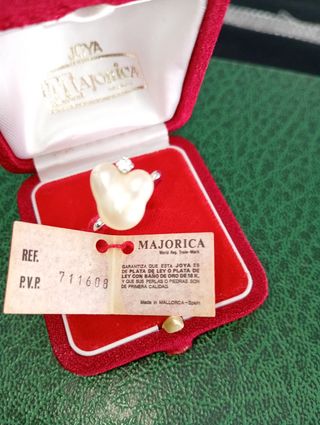 JOYA
MAJORICA
REF.
P.V.P. 711608
MAJORICA
World Reg. Trade-Mark
GARANTIZA QUE ESTA JOYA ES
DE PLATA DE LEY O PLATA DE
LEY CON BAÑO DE ORO DE 18 K.
Y QUE SUS PERLAS O PIEDRAS SON
DE PRIMERA CALIDAD.
Made in MALLORCA-Spain